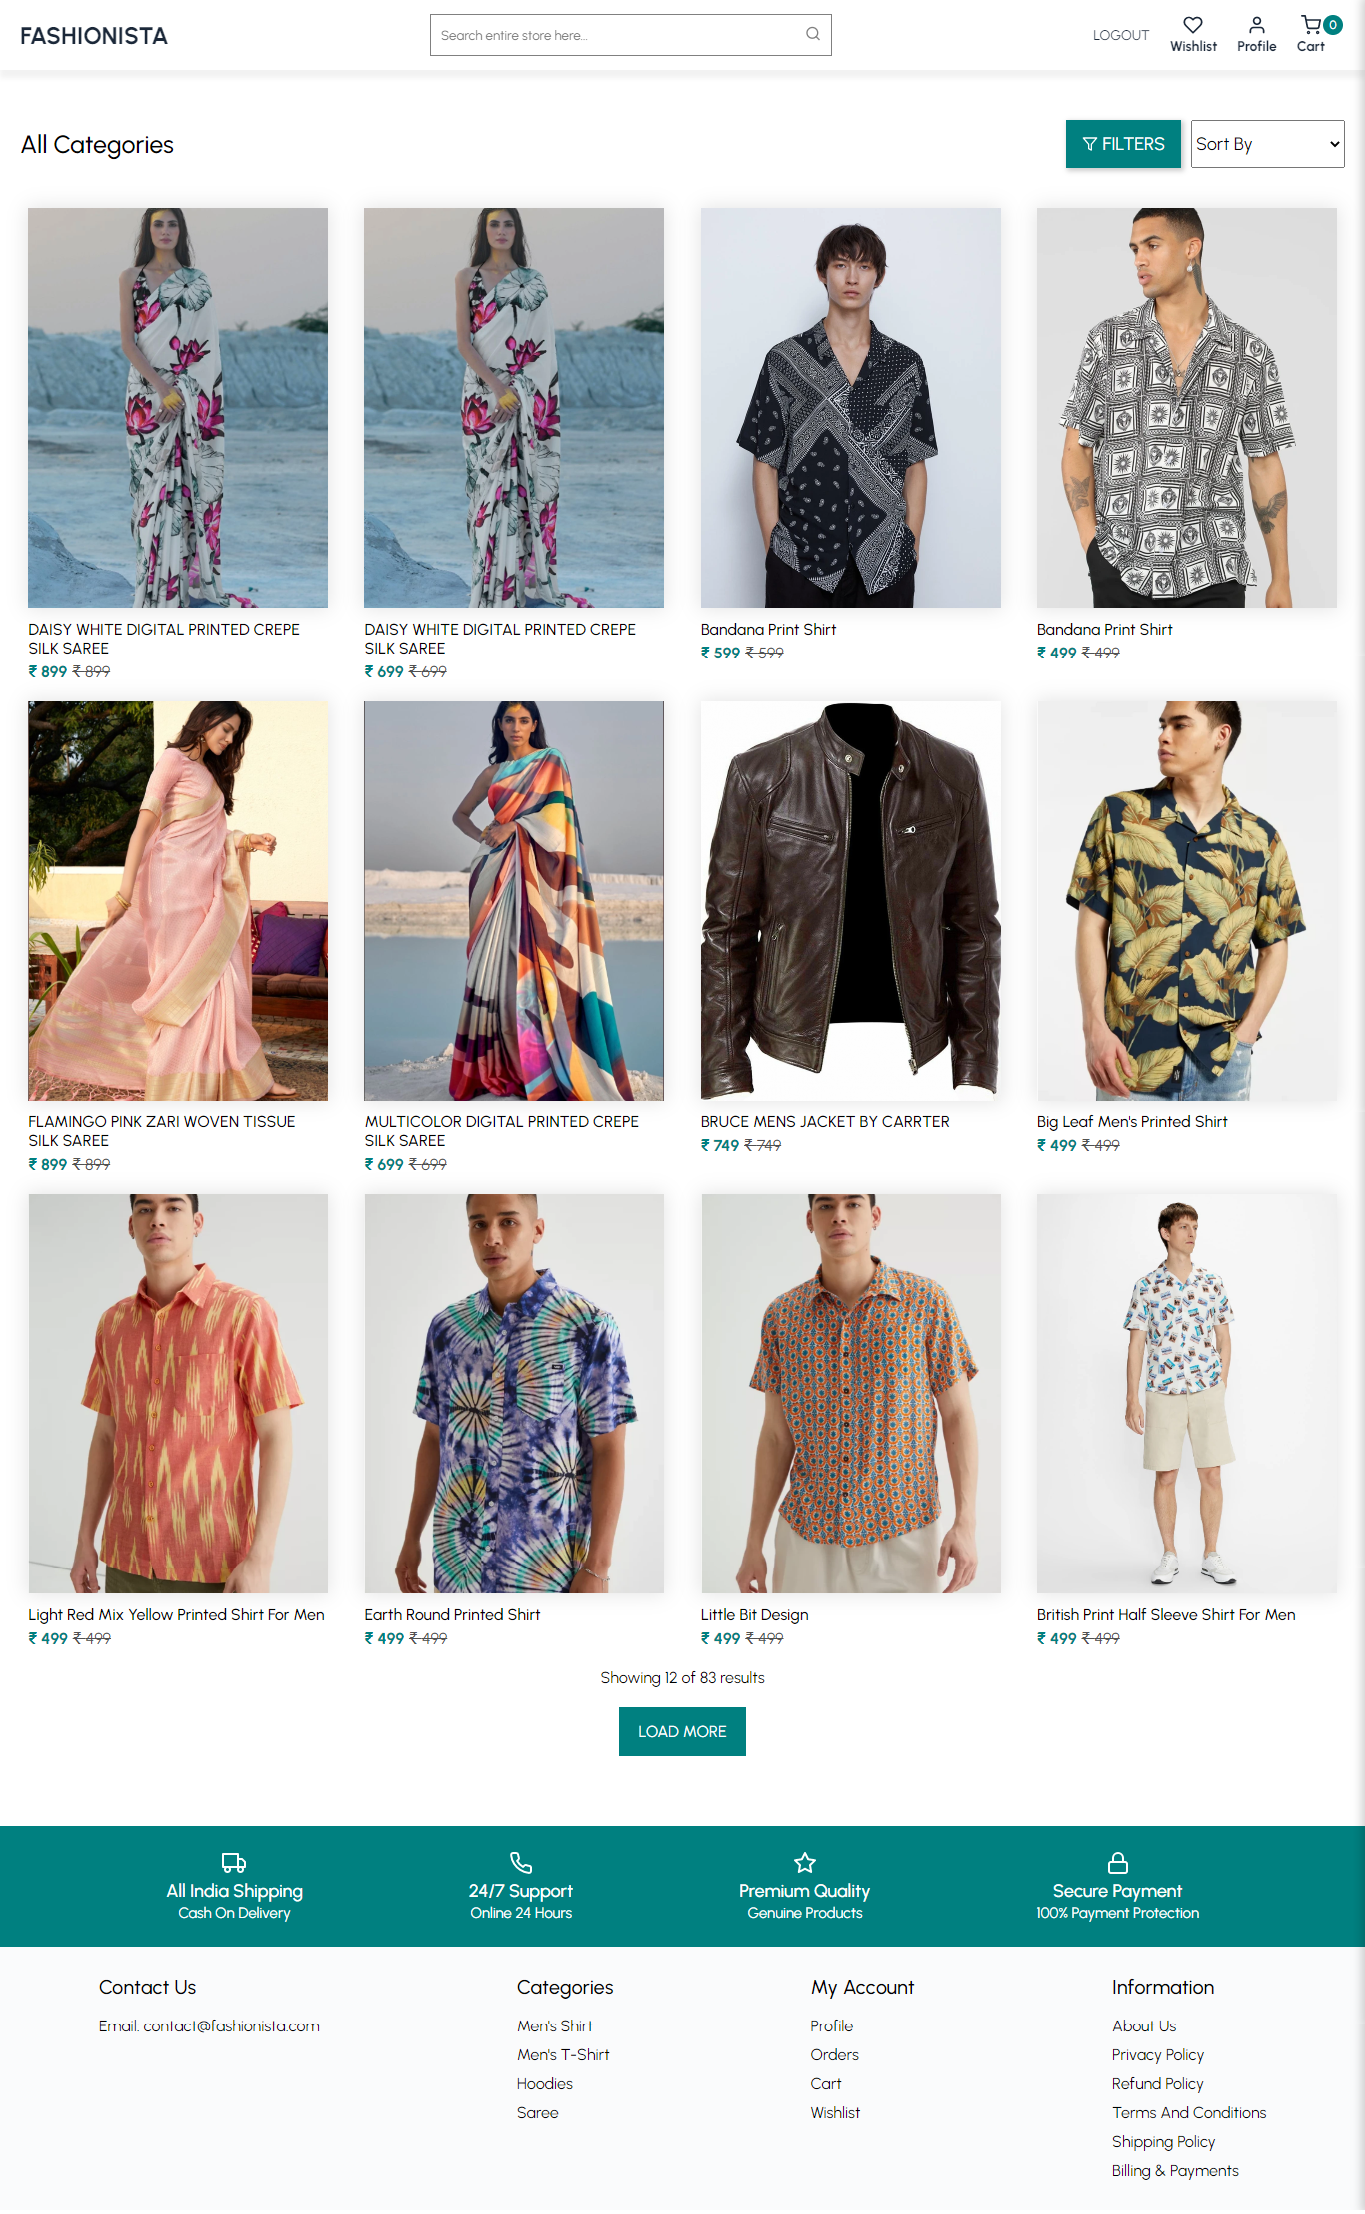 FASHIONISTA
Search entire store here...
LOGOUT
Wishlist
Profile
0
Cart
All Categories
FILTERS
Sort By
DAISY WHITE DIGITAL PRINTED CREPE
SILK SAREE
₹ 899 ₹ 899
DAISY WHITE DIGITAL PRINTED CREPE
SILK SAREE
₹ 699 ₹ 699
Bandana Print Shirt
₹ 599 ₹ 599
Bandana Print Shirt
₹ 499 ₹ 499
FLAMINGO PINK ZARI WOVEN TISSUE
SILK SAREE
₹ 899 ₹ 899
MULTICOLOR DIGITAL PRINTED CREPE
SILK SAREE
₹ 699 ₹ 699
BRUCE MENS JACKET BY CARRTER
₹ 749 ₹ 749
Big Leaf Men's Printed Shirt
₹ 499 ₹ 499
Light Red Mix Yellow Printed Shirt For Men
₹ 499 ₹ 499
Earth Round Printed Shirt
₹ 499 ₹ 499
Little Bit Design
₹ 499 ₹ 499
British Print Half Sleeve Shirt For Men
₹ 499 ₹ 499
Showing 12 of 83 results
LOAD MORE
All India Shipping
Cash On Delivery
24/7 Support
Online 24 Hours
Premium Quality
Genuine Products
Secure Payment
100% Payment Protection
Contact Us
Email: contact@fashionista.com
Categories
Men's Shirt
Men's T-Shirt
Hoodies
Saree
My Account
Profile
Orders
Cart
Wishlist
Information
About Us
Privacy Policy
Refund Policy
Terms And Conditions
Shipping Policy
Billing & Payments